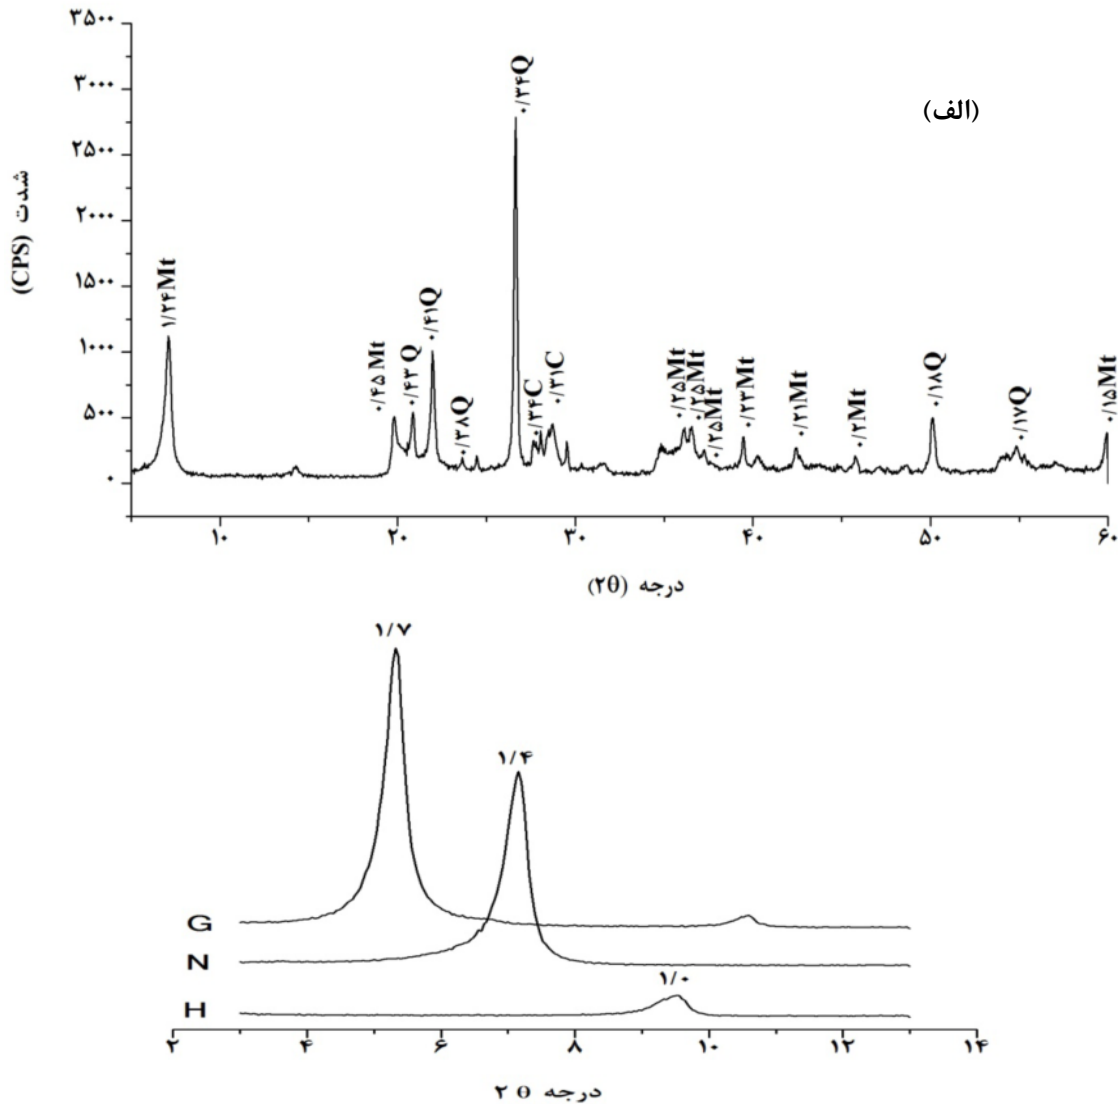 (الف)
شدت (CPS)
۳۵۰۰
۳۰۰۰
۲۵۰۰
۲۰۰۰
۱۵۰۰
۱۰۰۰
۵۰۰
۰
۱/۲۴Mt
۰/۴۵ Mt
۰/۴۳ Q
۰/۴۱Q
۰/۳۸Q
۰/۳۴Q
۰/۳۴C
۰/۳۱C
۰/۲۵Mt
۰/۲۵Mt
۰/۲۵Mt
۰/۲۳Mt
۰/۲۱Mt
۰/۲Mt
۰/۱۸Q
۰/۱۷Q
۰/۱۵Mt
۱۰ ۲۰ ۳۰ ۴۰ ۵۰ ۶۰
درجه (۲θ)
۱/۷
۱/۴
G
N
۱/۰
H
۲ ۴ ۶ ۸ ۱۰ ۱۲ ۱۴
درجه ۲ θ